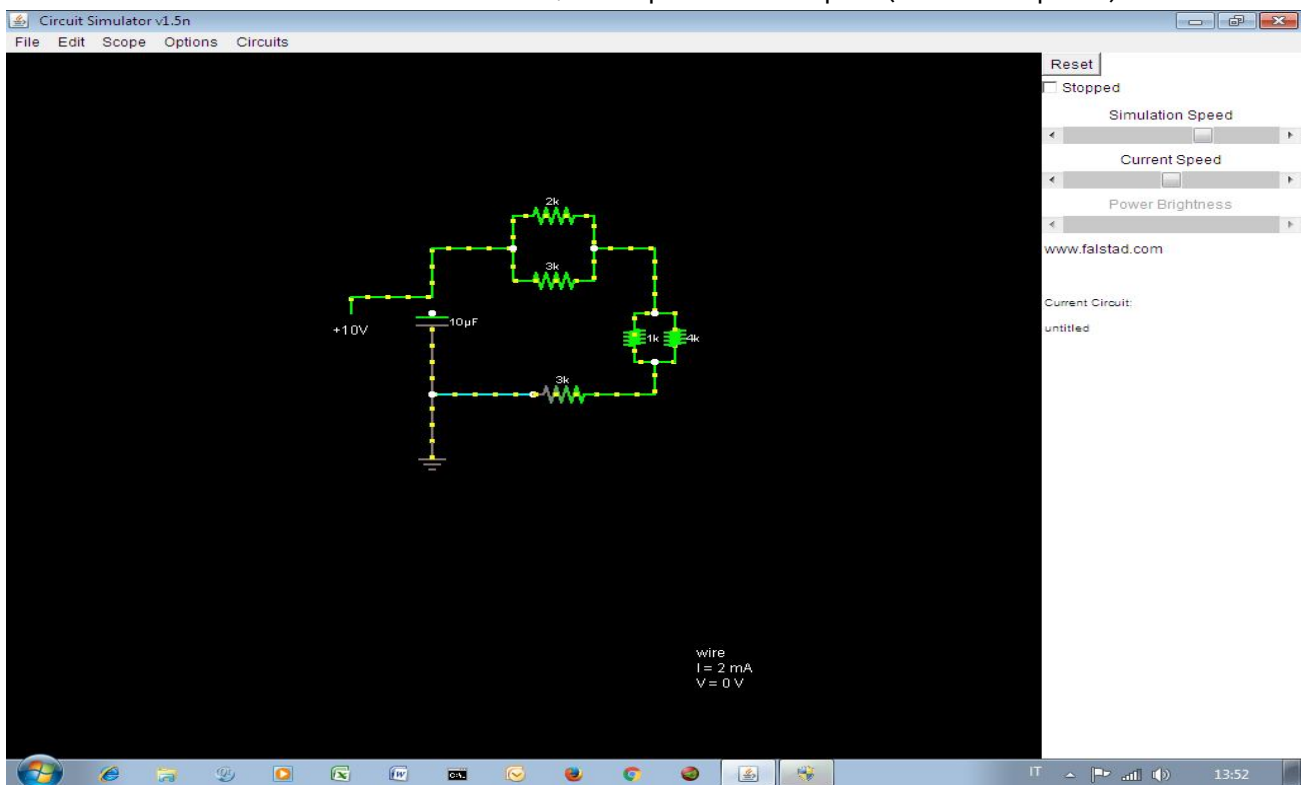 Circuit Simulator v1.5n
File Edit Scope Options Circuits
Reset
Stopped
Simulation Speed
Current Speed
Power Brightness
www.falstad.com
Current Circuit:
untitled
2k
3k
+10V
10µF
1k
4k
3k
wire
I = 2 mA
V = 0 V
IT
13:52